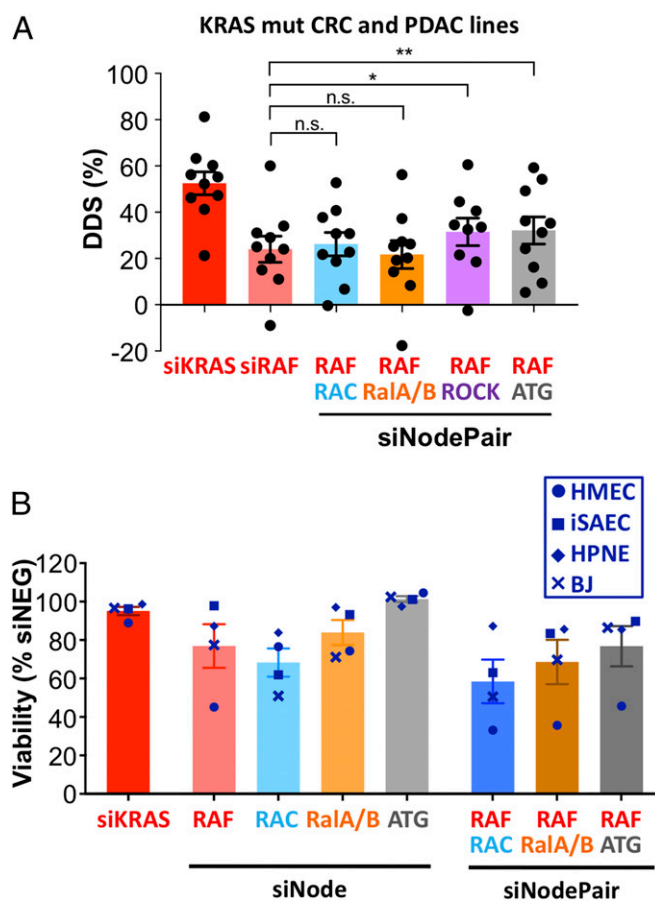 A
KRAS mut CRC and PDAC lines
**
*
n.s.
n.s.
DDS (%)
100
80
60
40
20
0
-20
siKRAS siRAF RAF RAF RAF RAF
RAC RalA/B ROCK ATG
siNodePair
B
HMEC
iSAEC
HPNE
BJ
Viability (% siNEG)
120
100
80
60
40
20
0
siKRAS RAF RAC RalA/B ATG RAF RAF RAF
RAC RalA/B ATG
siNode siNodePair